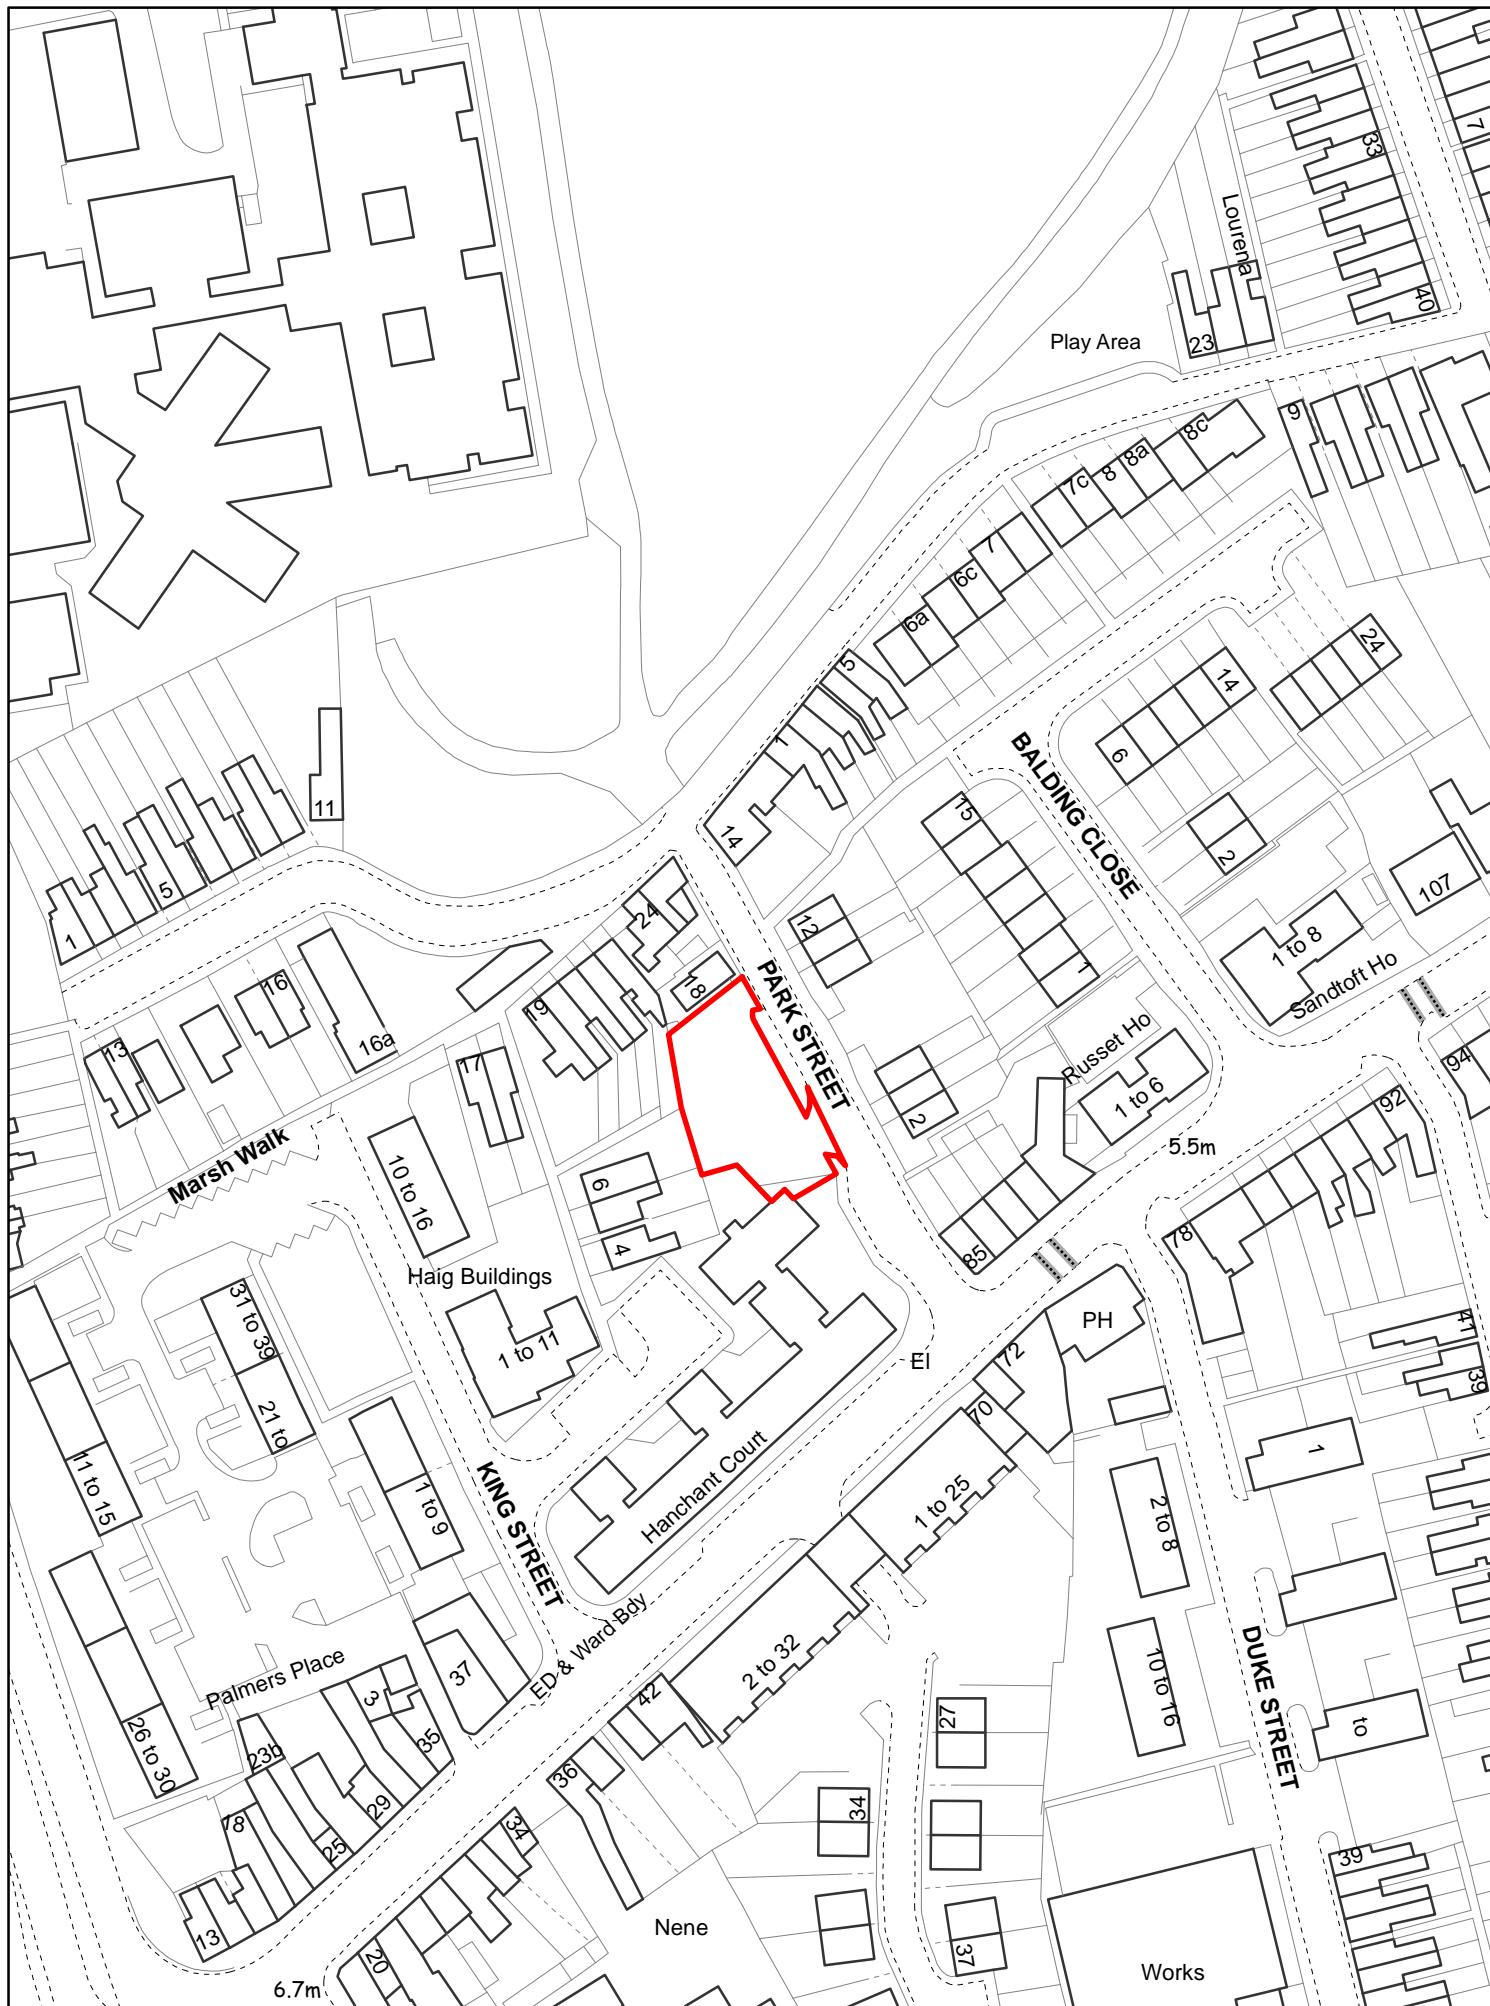 7
33
Lourena
40
23
Play Area
9
8c
8a
8
7c
7
6c
6a
5
1
14
24
14
6
2
BALDING CLOSE
15
107
1 to 8
Sandtoft Ho
11
5
1
24
12
18
PARK STREET
1
19
16
16a
13
17
Russet Ho
1 to 6
2
94
92
5.5m
Marsh Walk
10 to 16
6
4
85
78
Haig Buildings
31 to 39
1 to 11
PH
41
39
El
72
70
21 to
11 to 15
1 to 9
KING STREET
Hanchant Court
1 to 25
1
2 to 8
ED & Ward Bdy
2 to 32
37
Palmers Place
3
35
42
27
10 to 16
DUKE STREET
to
26 to 30
23b
29
36
34
18
25
34
39
13
20
Nene
37
Works
6.7m